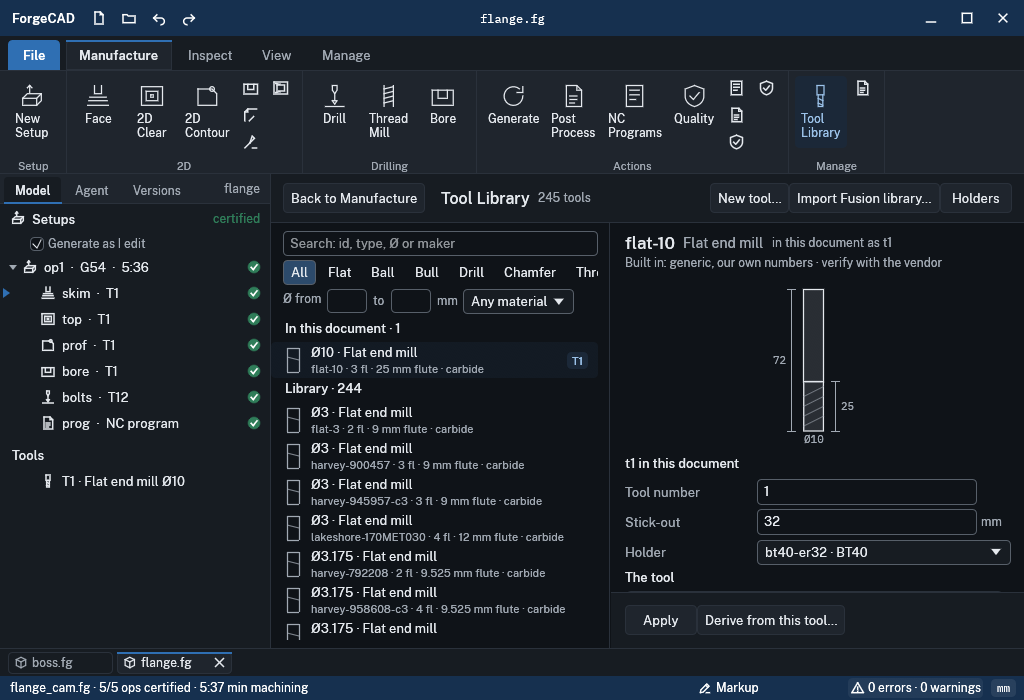 ForgeCAD
flange.fg
File
Manufacture
Inspect
View
Manage
New Setup
Face
2D Clear
2D Contour
Drill
Thread Mill
Bore
Generate
Post Process
NC Programs
Quality
Tool Library
Setup
2D
Drilling
Actions
Manage
Model
Agent
Versions
flange
Setups
certified
Generate as I edit
op1 · G54 · 5:36
skim · T1
top · T1
prof · T1
bore · T1
bolts · T12
prog · NC program
Tools
T1 · Flat end mill Ø10
Back to Manufacture
Tool Library
245 tools
New tool...
Import Fusion library...
Holders
Search: id, type, Ø or maker
All
Flat
Ball
Bull
Drill
Chamfer
Thr
Ø from
to
mm
Any material
In this document · 1
Ø10 · Flat end mill
flat-10 · 3 fl · 25 mm flute · carbide
T1
Library · 244
Ø3 · Flat end mill
flat-3 · 2 fl · 9 mm flute · carbide
Ø3 · Flat end mill
harvey-900457 · 3 fl · 9 mm flute · carbide
Ø3 · Flat end mill
harvey-945957-c3 · 3 fl · 9 mm flute · carbide
Ø3 · Flat end mill
lakeshore-170MET030 · 4 fl · 12 mm flute · carbide
Ø3.175 · Flat end mill
harvey-792208 · 2 fl · 9.525 mm flute · carbide
Ø3.175 · Flat end mill
harvey-958608-c3 · 4 fl · 9.525 mm flute · carbide
Ø3.175 · Flat end mill
flat-10
Flat end mill
in this document as t1
Built in: generic, our own numbers · verify with the vendor
72
25
Ø10
t1 in this document
Tool number
1
Stick-out
32
mm
Holder
bt40-er32 · BT40
The tool
Apply
Derive from this tool...
boss.fg
flange.fg
flange_cam.fg · 5/5 ops certified · 5:37 min machining
Markup
0 errors · 0 warnings
mm